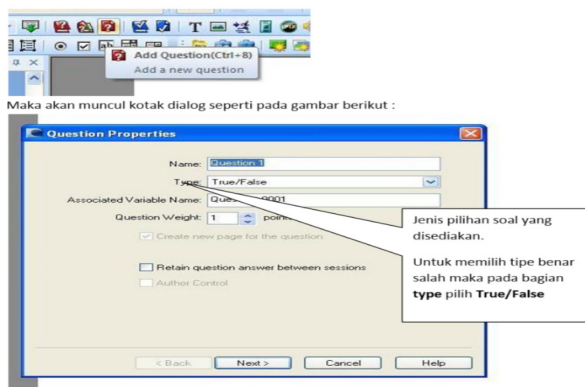 Add Question(Ctrl+8)
Add a new question
Maka akan muncul kotak dialog seperti pada gambar berikut :
Question Properties
Name: Question 1
Type: True/False
Associated Variable Name:
Question Weight: 1
Create new page for the question
Retain question answer between sessions
Author Control
Jenis pilihan soal yang
disediakan.
Untuk memilih tipe benar
salah maka pada bagian
type pilih True/False
< Back Next > Cancel Help